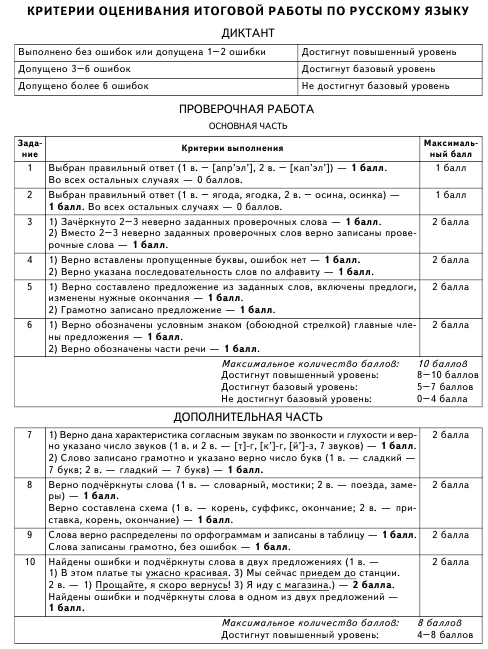 КРИТЕРИИ ОЦЕНИВАНИЯ ИТОГОВОЙ РАБОТЫ ПО РУССКОМУ ЯЗЫКУ
ДИКТАНТ
Выполнено без ошибок или допущена 1—2 ошибки Достигнут повышенный уровень
Допущено 3—6 ошибок Достигнут базовый уровень
Допущено более 6 ошибок Не достигнут базовый уровень
ПРОВЕРОЧНАЯ РАБОТА
ОСНОВНАЯ ЧАСТЬ
Зада-
ние
Критерии выполнения
Максималь-
ный балл
1 Выбран правильный ответ (1 в. — [апр'эл'], 2 в. — [кап'эл']) — 1 балл. 1 балл
Во всех остальных случаях — 0 баллов.
2 Выбран правильный ответ (1 в. — ягода, ягодка, 2 в. — осина, осинка) — 1 балл
1 балл. Во всех остальных случаях — 0 баллов.
3 1) Зачёркнуто 2—3 неверно заданных проверочных слова — 1 балл. 2 балла
2) Вместо 2—3 неверно заданных проверочных слов верно записаны прове-
рочные слова — 1 балл.
4 1) Верно вставлены пропущенные буквы, ошибок нет — 1 балл. 2 балла
2) Верно указана последовательность слов по алфавиту — 1 балл.
5 1) Верно составлено предложение из заданных слов, включены предлоги, 2 балла
изменены нужные окончания — 1 балл.
2) Грамотно записано предложение — 1 балл.
6 1) Верно обозначены условным знаком (обоюдной стрелкой) главные чле- 2 балла
ны предложения — 1 балл.
2) Верно обозначены части речи — 1 балл.
Максимальное количество баллов: 10 баллов
Достигнут повышенный уровень: 8—10 баллов
Достигнут базовый уровень: 5—7 баллов
Не достигнут базовый уровень: 0—4 балла
ДОПОЛНИТЕЛЬНАЯ ЧАСТЬ
7 1) Верно дана характеристика согласным звукам по звонкости и глухости и вер- 2 балла
но указано число звуков (1 в. и 2 в. — [т]-г, [к']-г, [й']-з, 7 звуков) — 1 балл.
2) Слово записано грамотно и указано верно число букв (1 в. — сладкий —
7 букв; 2 в. — гладкий — 7 букв) — 1 балл.
8 Верно подчёркнуты слова (1 в. — словарный, мостики; 2 в. — поезда, заме- 2 балла
ры) — 1 балл.
Верно составлена схема (1 в. — корень, суффикс, окончание; 2 в. — при-
ставка, корень, окончание) — 1 балл.
9 Слова верно распределены по орфограммам и записаны в таблицу — 1 балл. 2 балла
Слова записаны грамотно, без ошибок — 1 балл.
10 Найдены ошибки и подчёркнуты слова в двух предложениях (1 в. — 2 балла
1) В этом платье ты ужасно красивая. 3) Мы сейчас приедем до станции.
2 в. — 1) Прощайте, я скоро вернусь! 3) Я иду с магазина.) — 2 балла.
Найдены ошибки и подчёркнуты слова в одном из двух предложений —
1 балл.
Максимальное количество баллов: 8 баллов
Достигнут повышенный уровень: 4—8 баллов